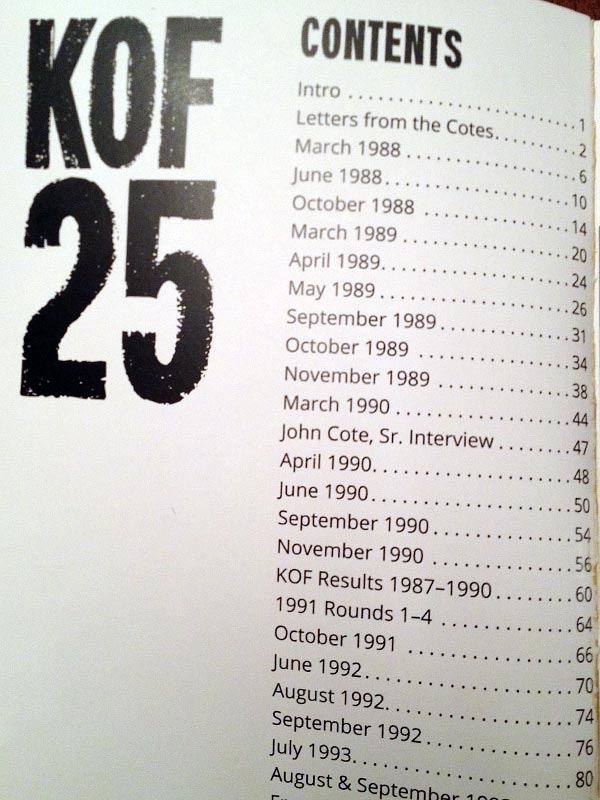 KOF
25
CONTENTS
Intro . . . . . . . . . . . . . . . . . . . . . . . 1
Letters from the Cotes. . . . . . . . 2
March 1988 . . . . . . . . . . . . . . . . . 6
June 1988. . . . . . . . . . . . . . . . . . 10
October 1988 . . . . . . . . . . . . . . 14
March 1989 . . . . . . . . . . . . . . . . 20
April 1989. . . . . . . . . . . . . . . . . . 24
May 1989 . . . . . . . . . . . . . . . . . . 26
September 1989 . . . . . . . . . . . . 31
October 1989 . . . . . . . . . . . . . . 34
November 1989 . . . . . . . . . . . . 38
March 1990 . . . . . . . . . . . . . . . . 44
John Cote, Sr. Interview . . . . . . . 47
April 1990. . . . . . . . . . . . . . . . . . 48
June 1990. . . . . . . . . . . . . . . . . . 50
September 1990 . . . . . . . . . . . . 54
November 1990 . . . . . . . . . . . . 56
KOF Results 1987–1990 . . . . . . . 60
1991 Rounds 1–4 . . . . . . . . . . . . 64
October 1991 . . . . . . . . . . . . . . 66
June 1992. . . . . . . . . . . . . . . . . . 70
August 1992. . . . . . . . . . . . . . . . 74
September 1992 . . . . . . . . . . . . 76
July 1993. . . . . . . . . . . . . . . . . . . 80
August & September